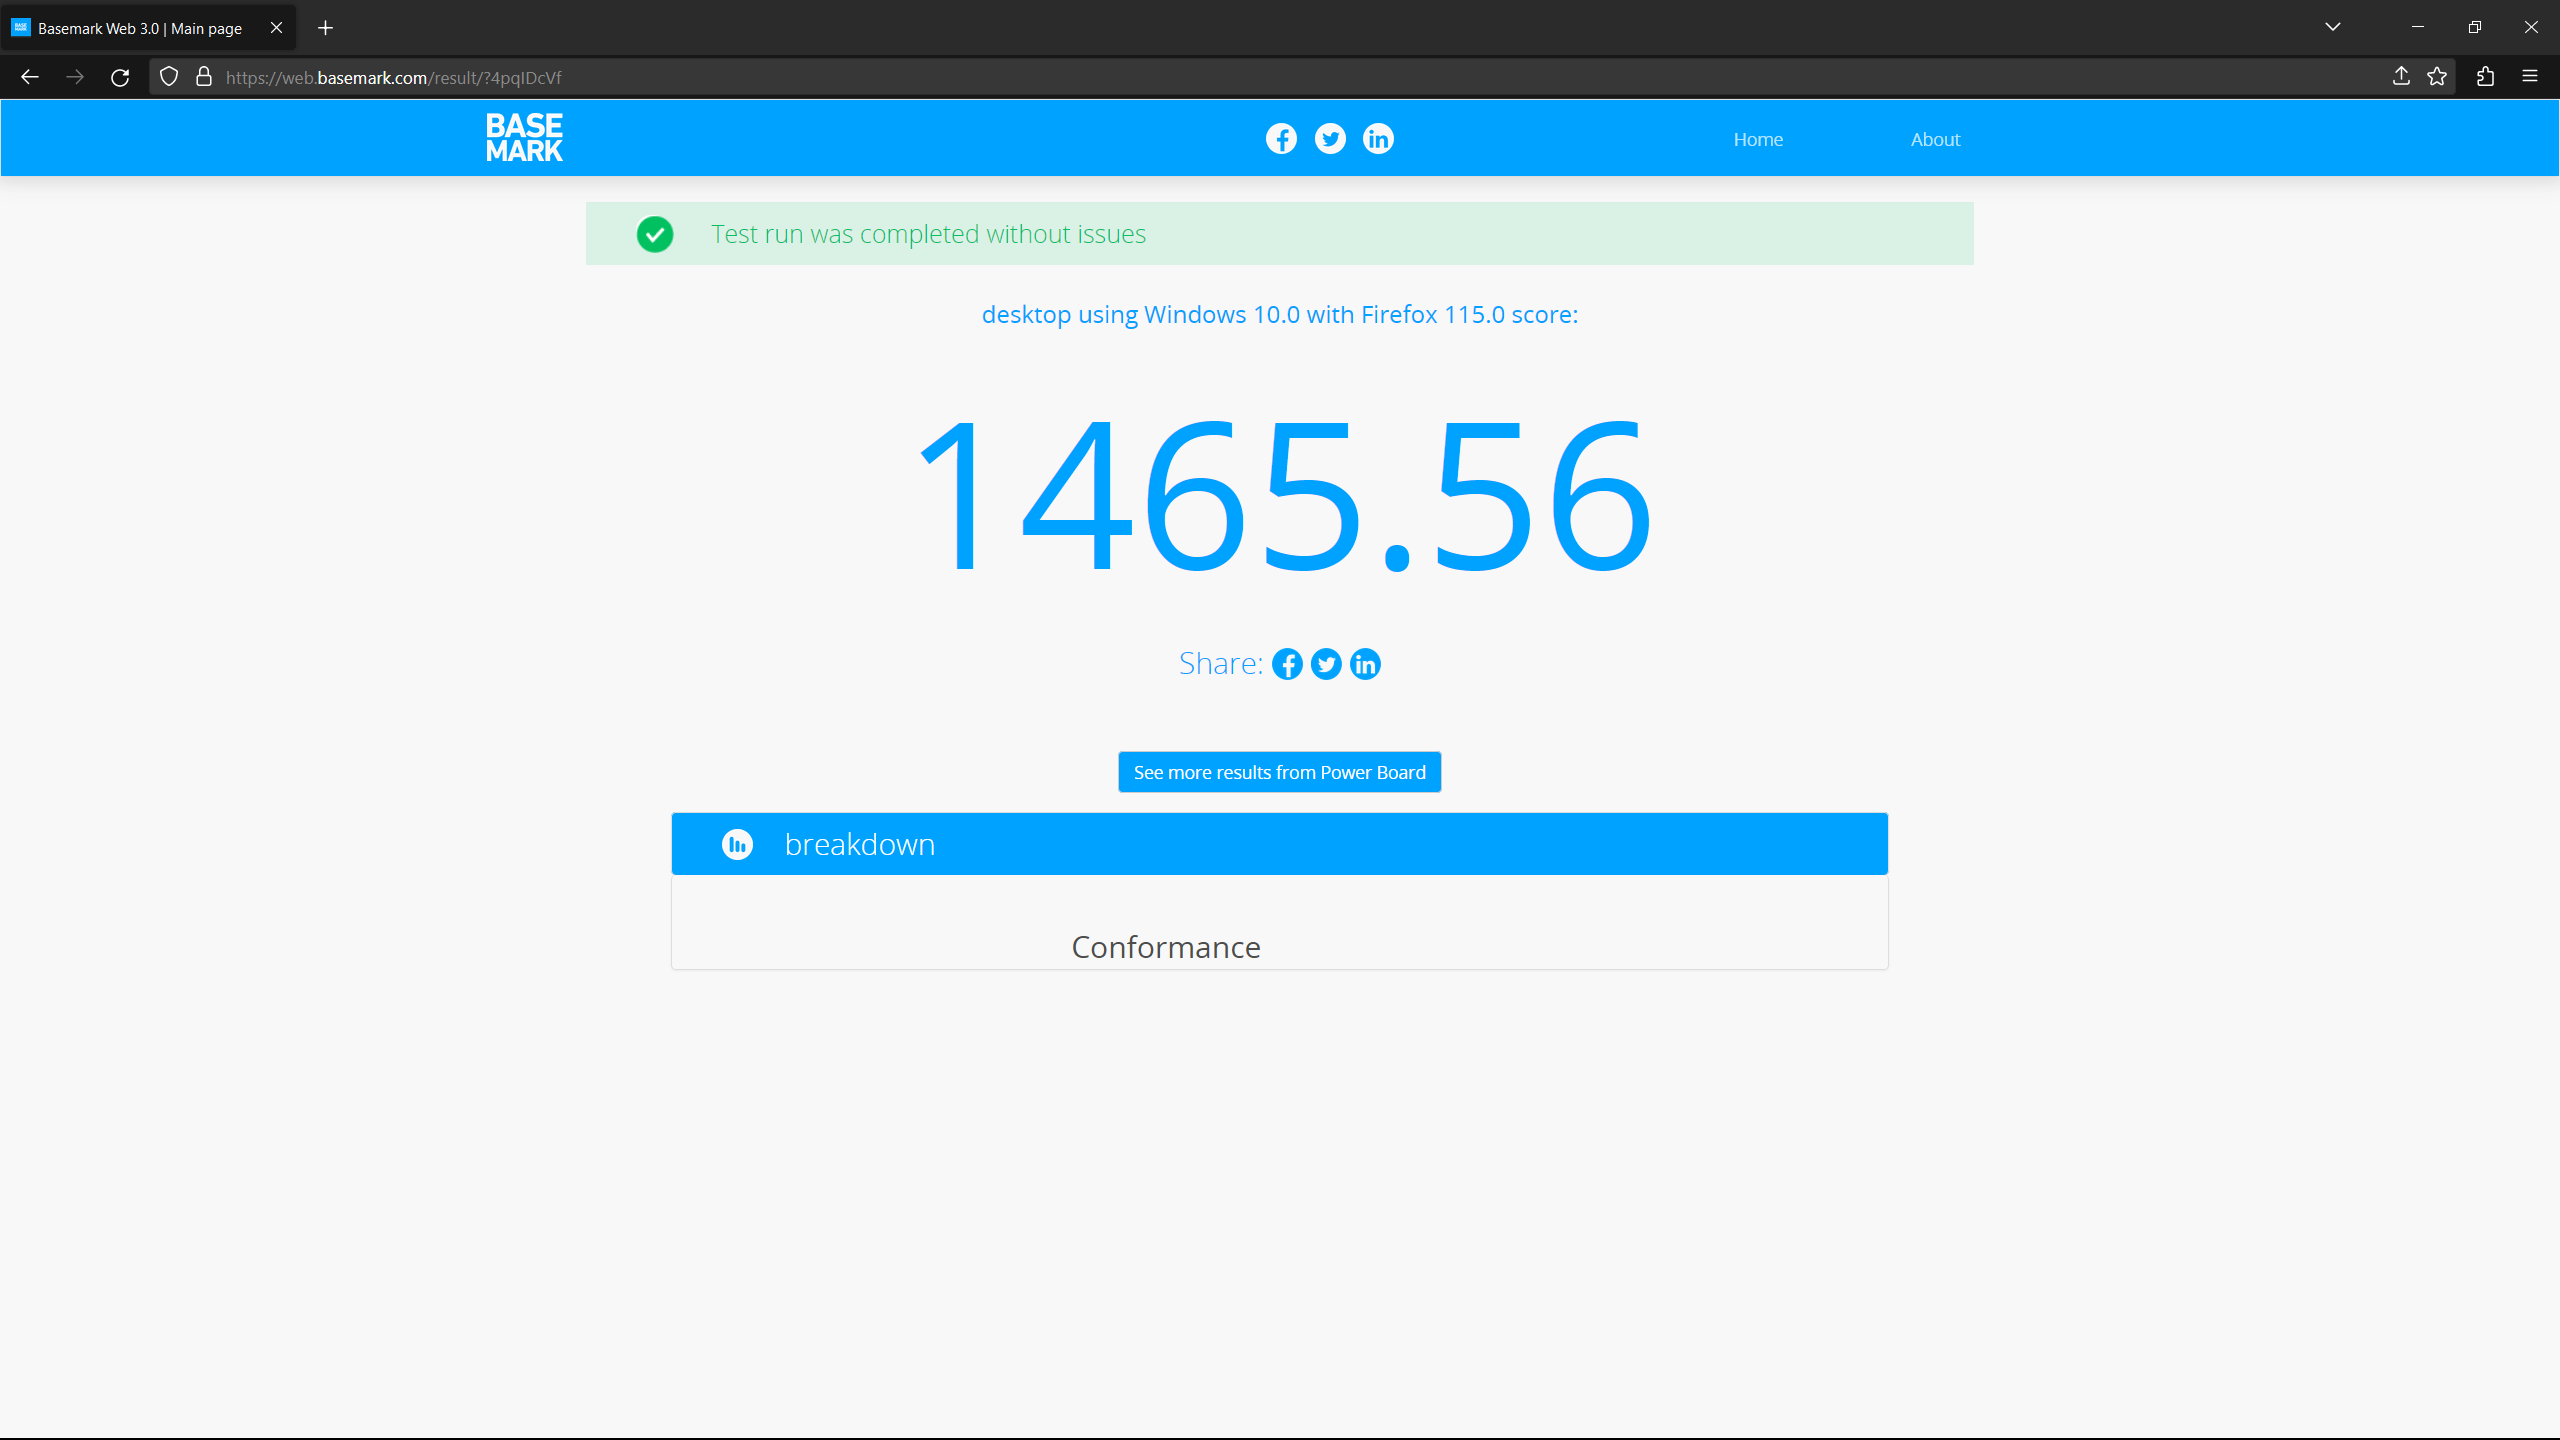 Basemark Web 3.0 | Main page
https://web.basemark.com/result/?4pqIDcVf
BASE
MARK
Home
About
Test run was completed without issues
desktop using Windows 10.0 with Firefox 115.0 score:
1465.56
Share:
See more results from Power Board
breakdown
Conformance